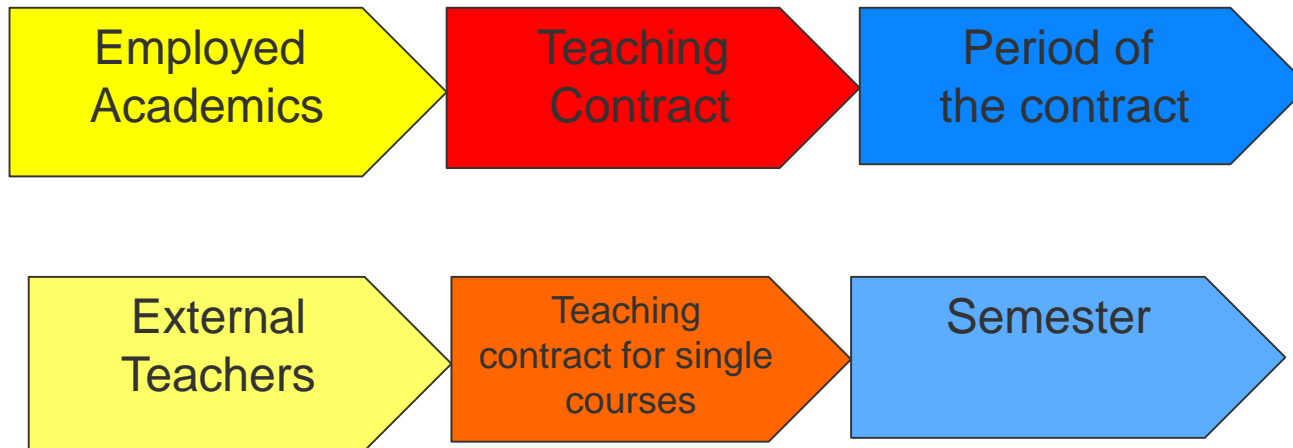 Employed
Academics
Teaching
Contract
Period of
the contract
External
Teachers
Teaching
contract for single
courses
Semester